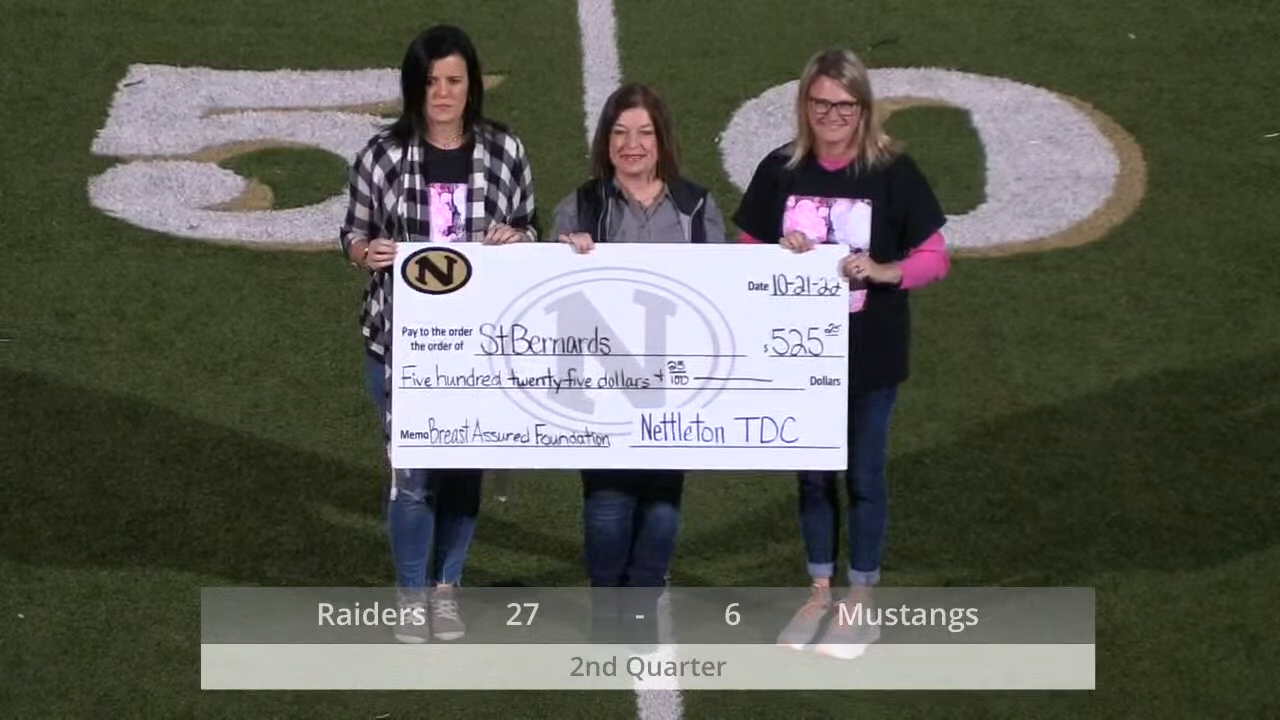 50
N
N
Date 10-21-22
Pay to the order
the order of St Bernards $ 525 25
Five hundred twenty-five dollars + 25/100 Dollars
Memo Breast Assured Foundation Nettleton TDC
Raiders 27 - 6 Mustangs
2nd Quarter